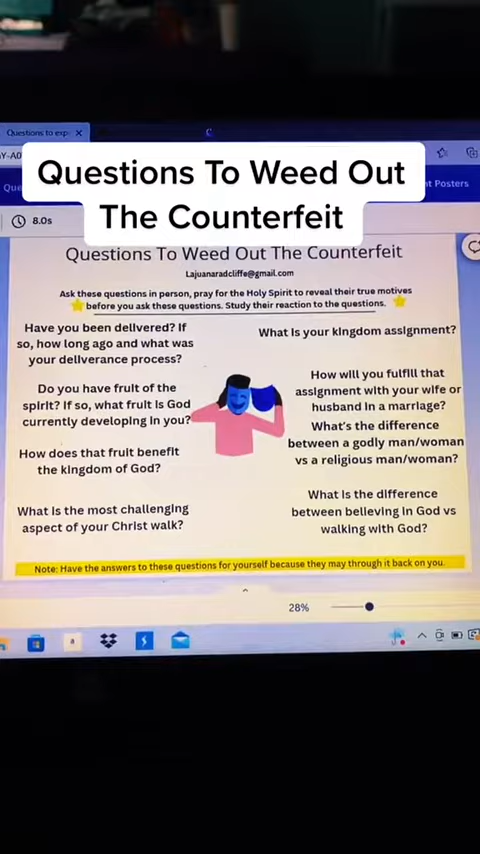 Questions to exp
Questions To Weed Out
The Counterfeit
Que
t Posters
8.0s
Questions To Weed Out The Counterfeit
Lajuanaradcliffe@gmail.com
Ask these questions in person, pray for the Holy Spirit to reveal their true motives
before you ask these questions. Study their reaction to the questions.
Have you been delivered? If
so, how long ago and what was
your deliverance process?
Do you have fruit of the
spirit? If so, what fruit is God
currently developing in you?
How does that fruit benefit
the kingdom of God?
What is the most challenging
aspect of your Christ walk?
What is your kingdom assignment?
How will you fulfill that
assignment with your wife or
husband in a marriage?
What's the difference
between a godly man/woman
vs a religious man/woman?
What is the difference
between believing in God vs
walking with God?
Note: Have the answers to these questions for yourself because they may through it back on you.
28%